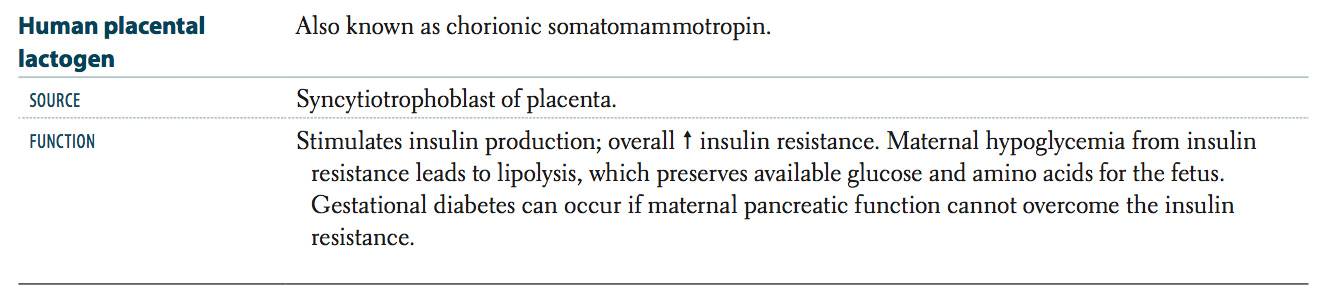 Human placental lactogen
Also known as chorionic somatomammotropin.
SOURCE
Syncytiotrophoblast of placenta.
FUNCTION
Stimulates insulin production; overall ↑ insulin resistance. Maternal hypoglycemia from insulin
resistance leads to lipolysis, which preserves available glucose and amino acids for the fetus.
Gestational diabetes can occur if maternal pancreatic function cannot overcome the insulin
resistance.